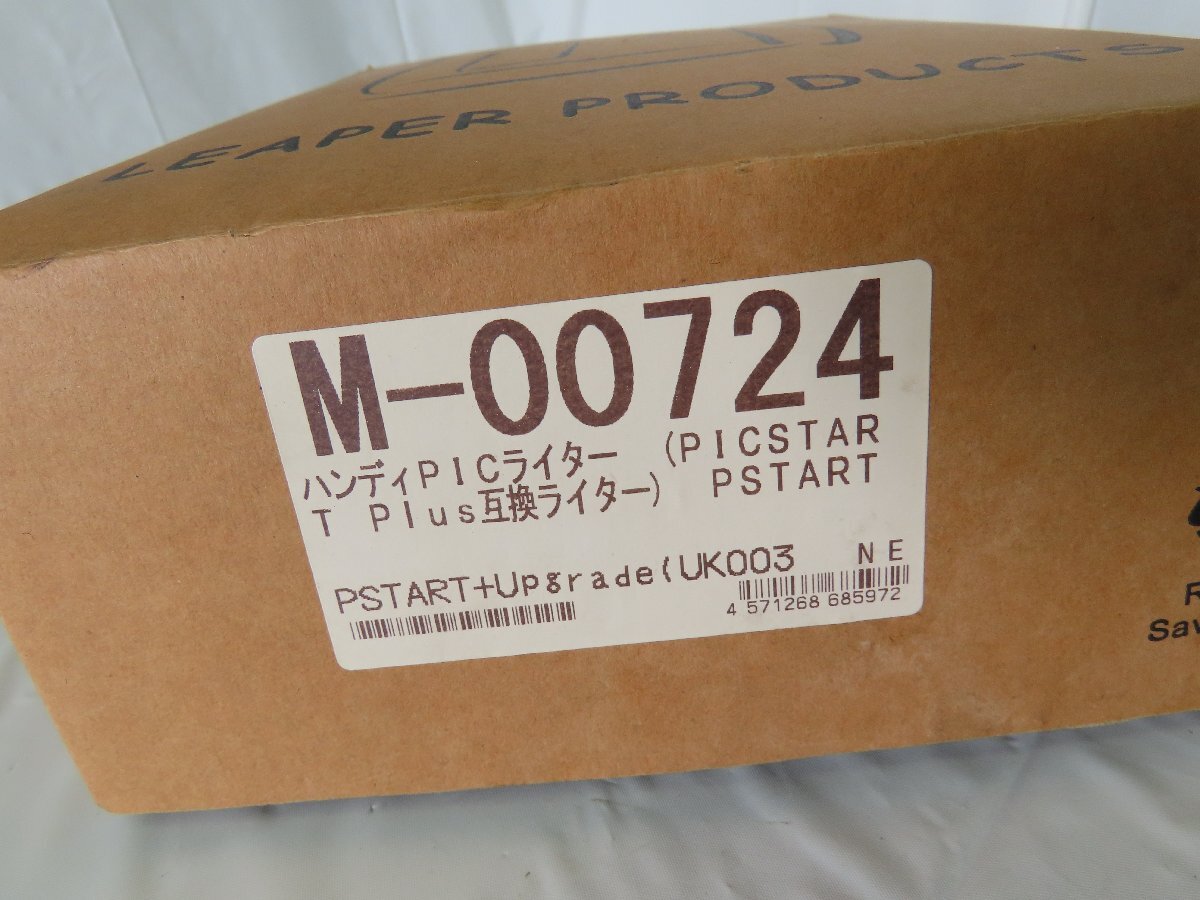 LEAPER PRODUCTS
M-00724
ハンディPICライター (PICSTAR
T Plus互換ライター) PSTART
PSTART+Upgrade(UK003 NE
4 571268 685972